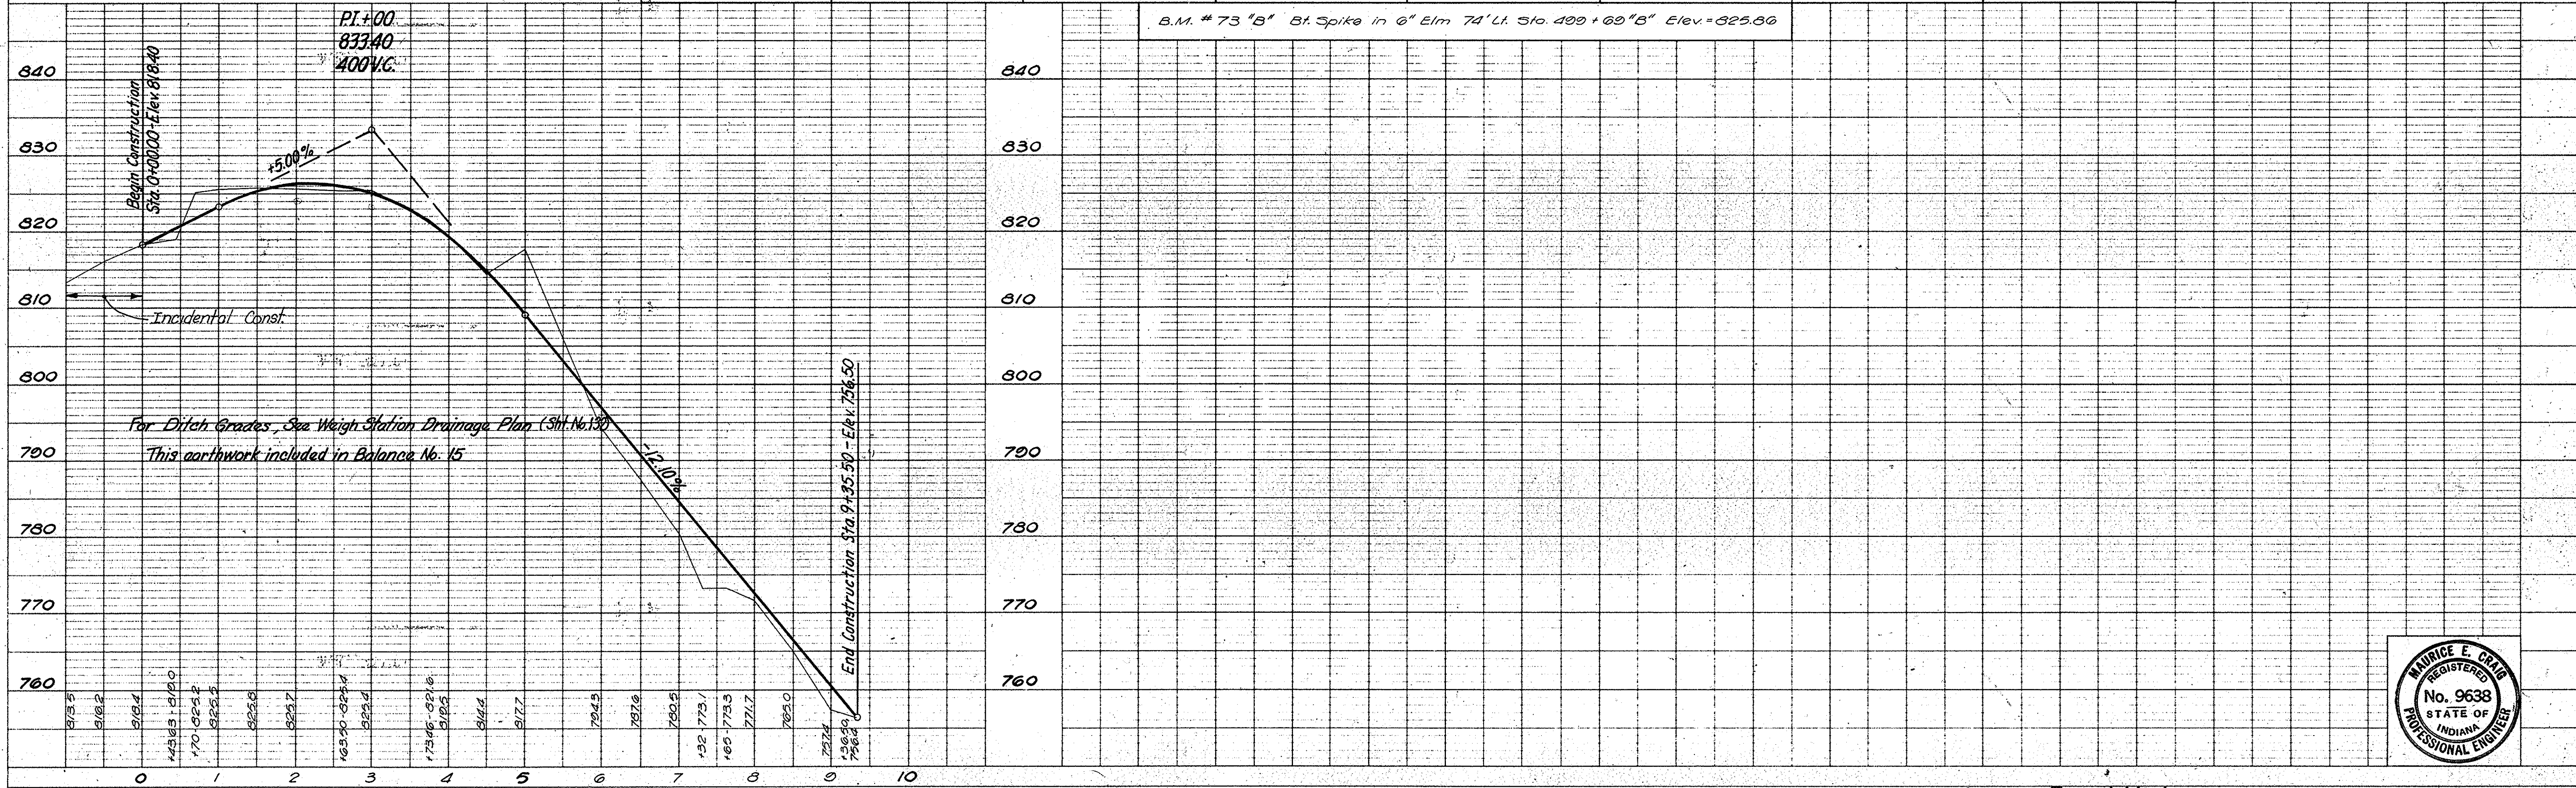 P.I.+00
833.40
400'V.C.
B.M. # 73 "B" Bt. Spike in 6" Elm 74' Lt. Sta. 499 + 69 "B" Elev. = 825.86
Begin Construction
Sta. 0+00.00-Elev. 818.40
840
830
820
810
800
790
780
770
760
840
830
820
810
800
790
780
770
760
+5.00%
Incidental Const.
For Ditch Grades, See Weigh Station Drainage Plan (Sht. No. 130)
This earthwork included in Balance No. 15
-12.10%
End Construction Sta. 9+35.50 - Elev. 756.50
813.5
816.2
818.4
+43.63 - 819.0
+70 - 825.2
825.5
825.8
825.7
+63.50 - 825.4
825.4
+73.46 - 821.6
819.5
814.4
817.7
794.3
787.6
780.5
+32 - 773.1
+65 - 773.3
771.7
765.0
757.4
+36.50
756.4
0 1 2 3 4 5 6 7 8 9 10
MAURICE E. CRAIG
REGISTERED
No. 9638
STATE OF
INDIANA
PROFESSIONAL ENGINEER